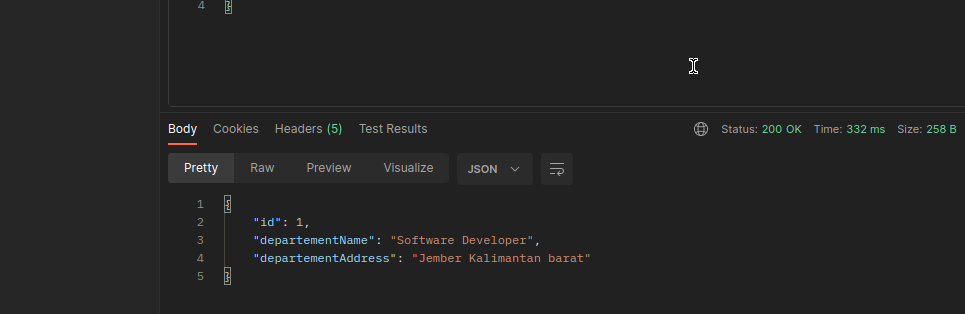 4 }
Body Cookies Headers (5) Test Results Status: 200 OK Time: 332 ms Size: 258 B
Pretty Raw Preview Visualize JSON
1 {
2 "id": 1,
3 "departementName": "Software Developer",
4 "departementAddress": "Jember Kalimantan barat"
5 }